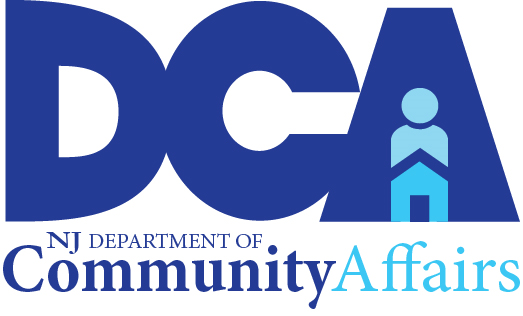 DCA
NJ DEPARTMENT OF
CommunityAffairs